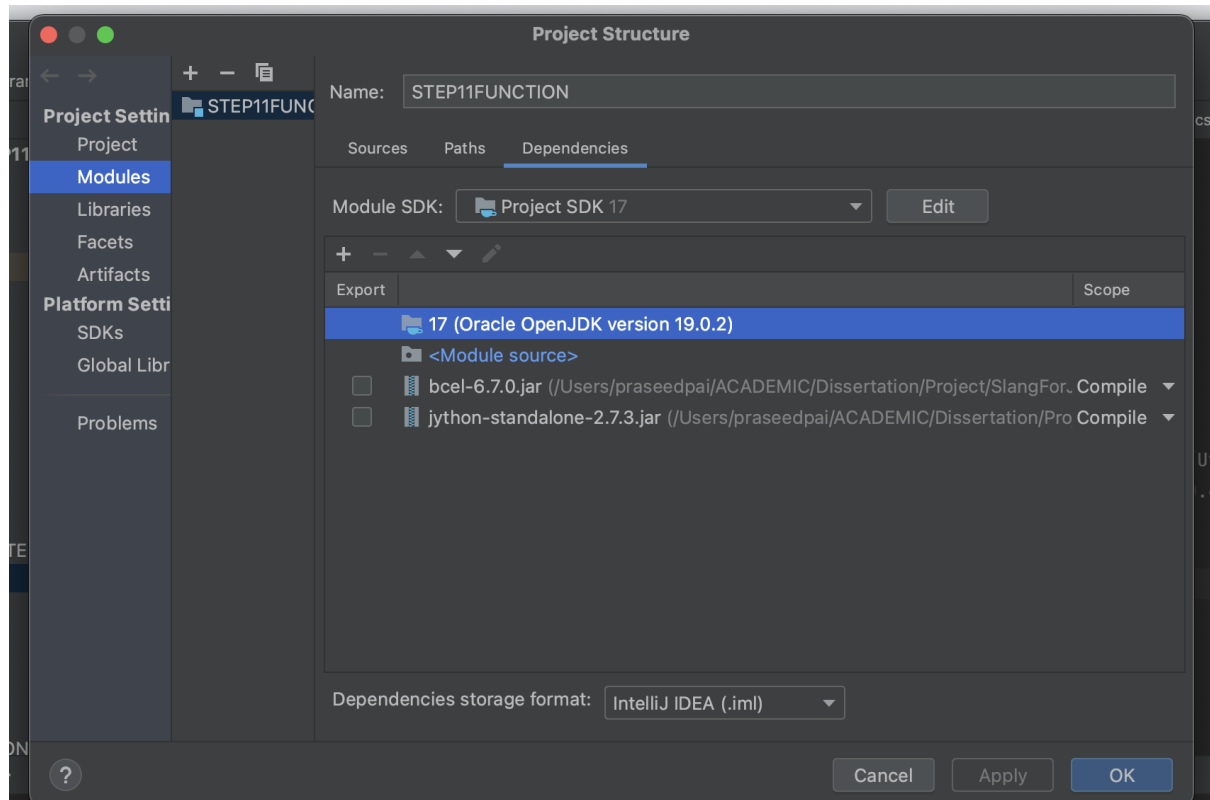 Project Structure
Project Settin
Project
Modules
Libraries
Facets
Artifacts
Platform Setti
SDKs
Global Libr
Problems
STEP11FUNC
Name: STEP11FUNCTION
Sources Paths Dependencies
Module SDK: Project SDK 17 Edit
Export Scope
17 (Oracle OpenJDK version 19.0.2)
<Module source>
bcel-6.7.0.jar (/Users/praseedpai/ACADEMIC/Dissertation/Project/SlangForJ Compile
jython-standalone-2.7.3.jar (/Users/praseedpai/ACADEMIC/Dissertation/Pro Compile
Dependencies storage format: IntelliJ IDEA (.iml)
? Cancel Apply OK